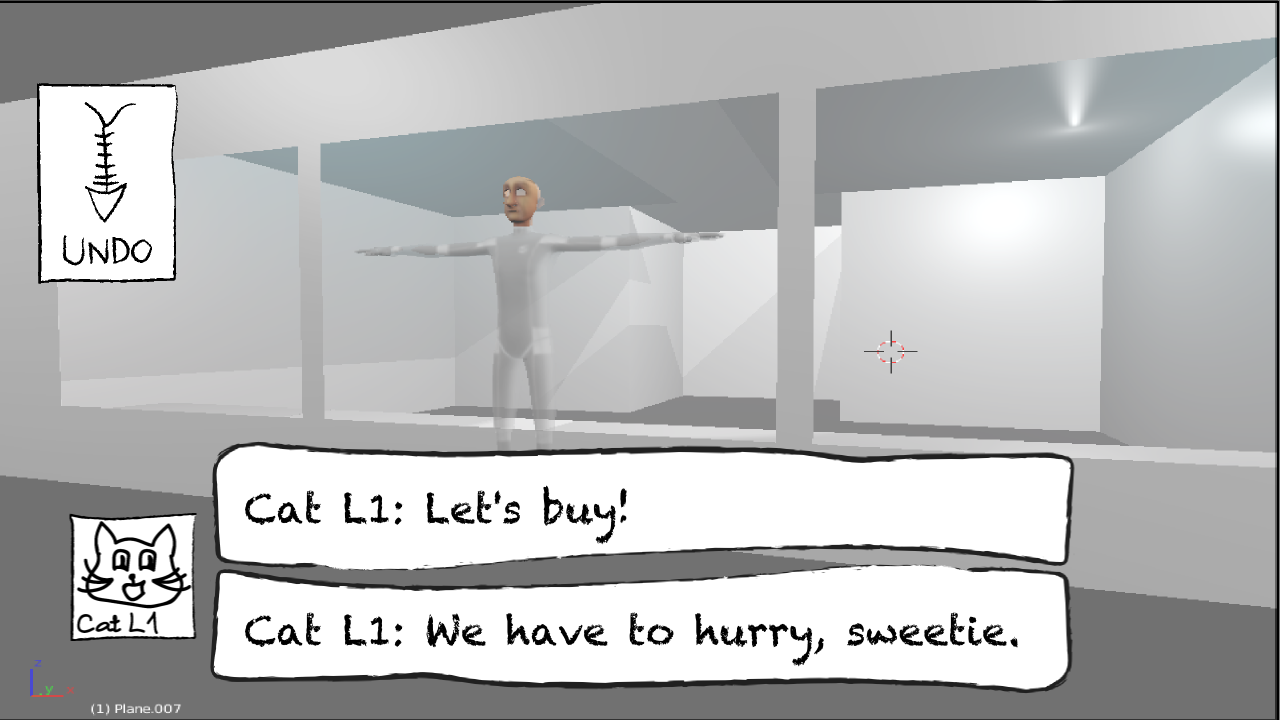 UNDO
Cat L1: Let's buy!
Cat L1
Cat L1: We have to hurry, sweetie.
z
y
x
(1) Plane.007